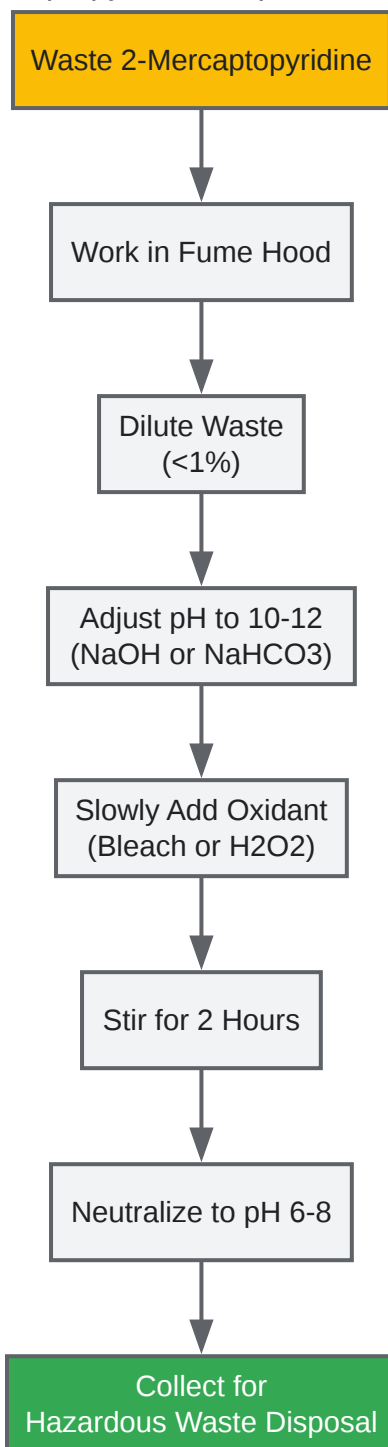 Waste 2-Mercaptopyridine
Work in Fume Hood
Dilute Waste
(<1%)
Adjust pH to 10-12
(NaOH or NaHCO3)
Slowly Add Oxidant
(Bleach or H2O2)
Stir for 2 Hours
Neutralize to pH 6-8
Collect for
Hazardous Waste Disposal